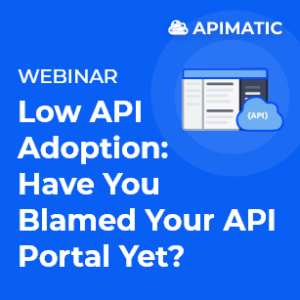 APIMATIC
WEBINAR
Low API
Adoption:
Have You
Blamed Your API
Portal Yet?
(API)